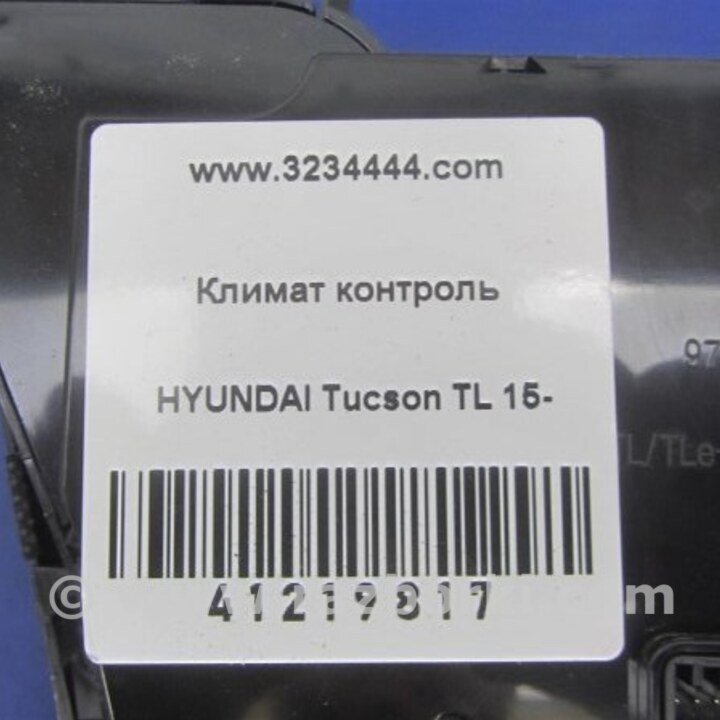 www.3234444.com
Климат контроль
HYUNDAI Tucson TL 15-
97
TL/TLe
41219817